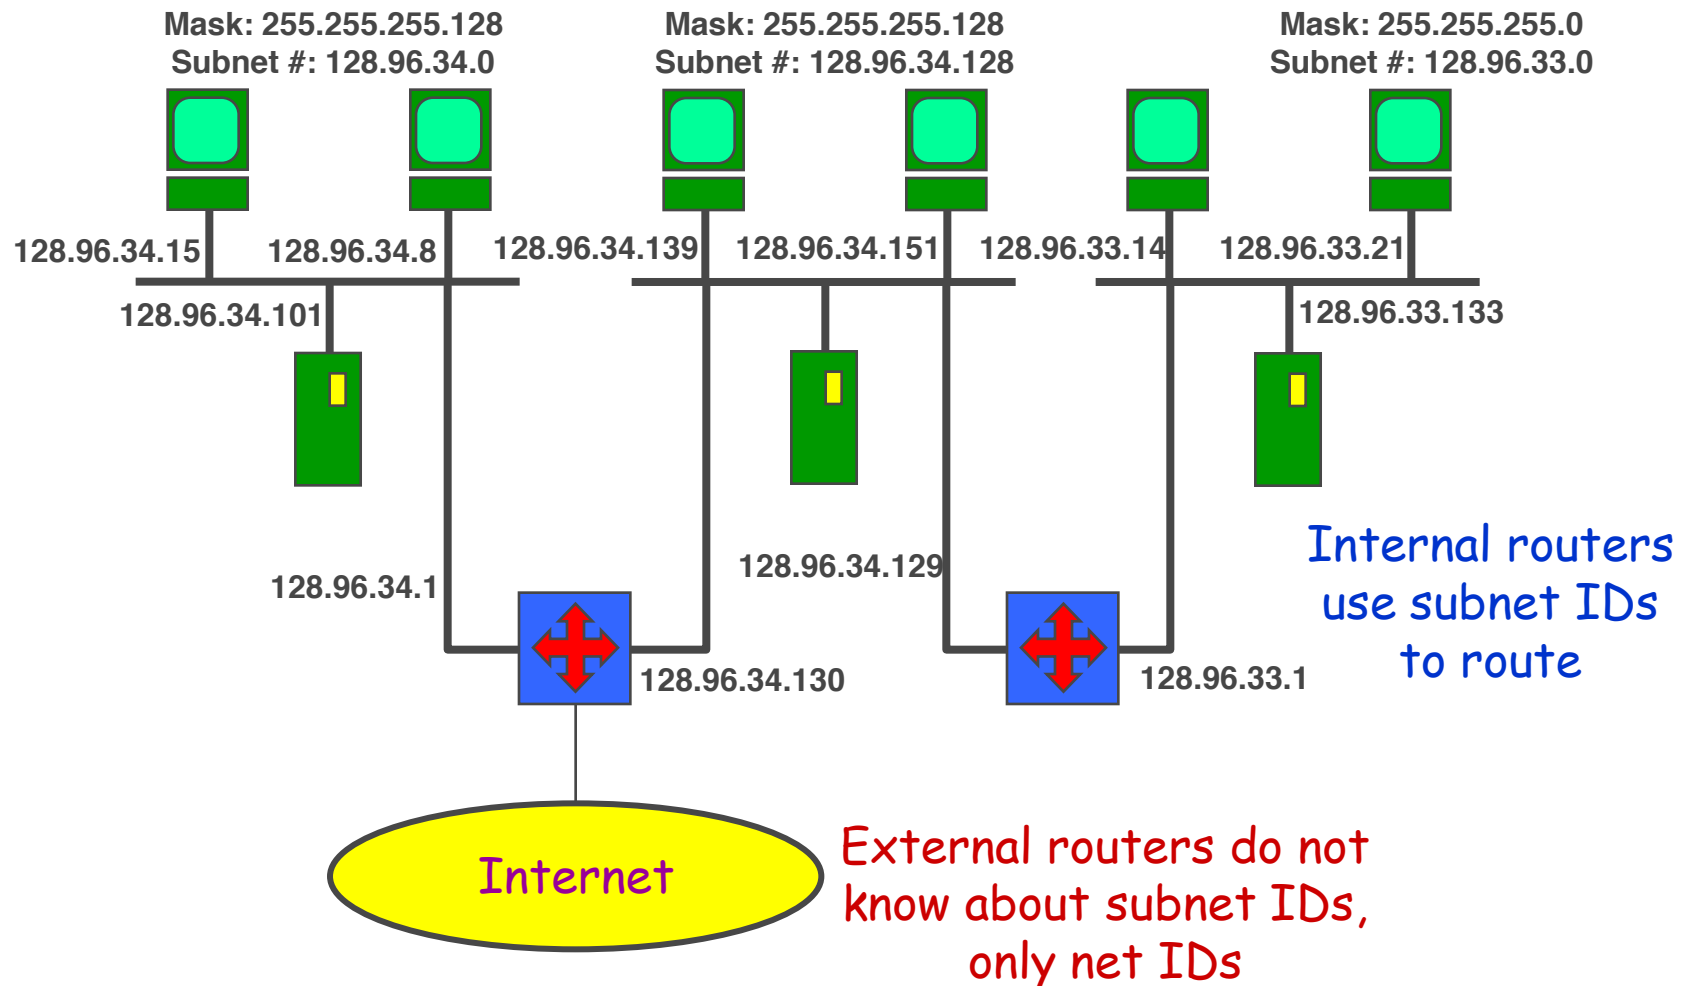 Mask: 255.255.255.128
Subnet #: 128.96.34.0
Mask: 255.255.255.128
Subnet #: 128.96.34.128
Mask: 255.255.255.0
Subnet #: 128.96.33.0
128.96.34.15
128.96.34.8
128.96.34.139
128.96.34.151
128.96.33.14
128.96.33.21
128.96.34.101
128.96.33.133
128.96.34.1
128.96.34.129
128.96.34.130
128.96.33.1
Internal routers
use subnet IDs
to route
Internet
External routers do not
know about subnet IDs,
only net IDs